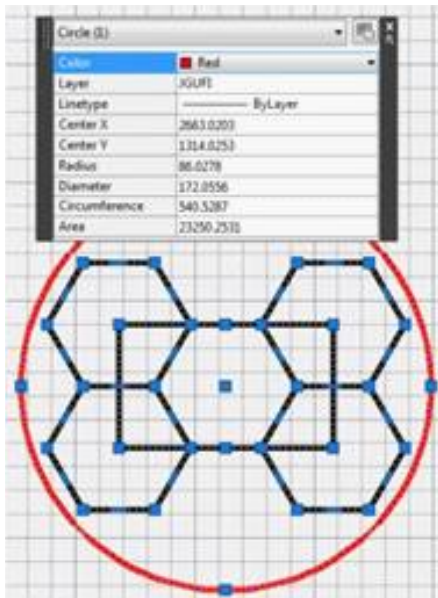 Circle (1)
Color Red
Layer JGUFI
Linetype ByLayer
Center X 2663.0203
Center Y 1314.0253
Radius 86.0278
Diameter 172.0556
Circumference 540.5287
Area 23250.2531